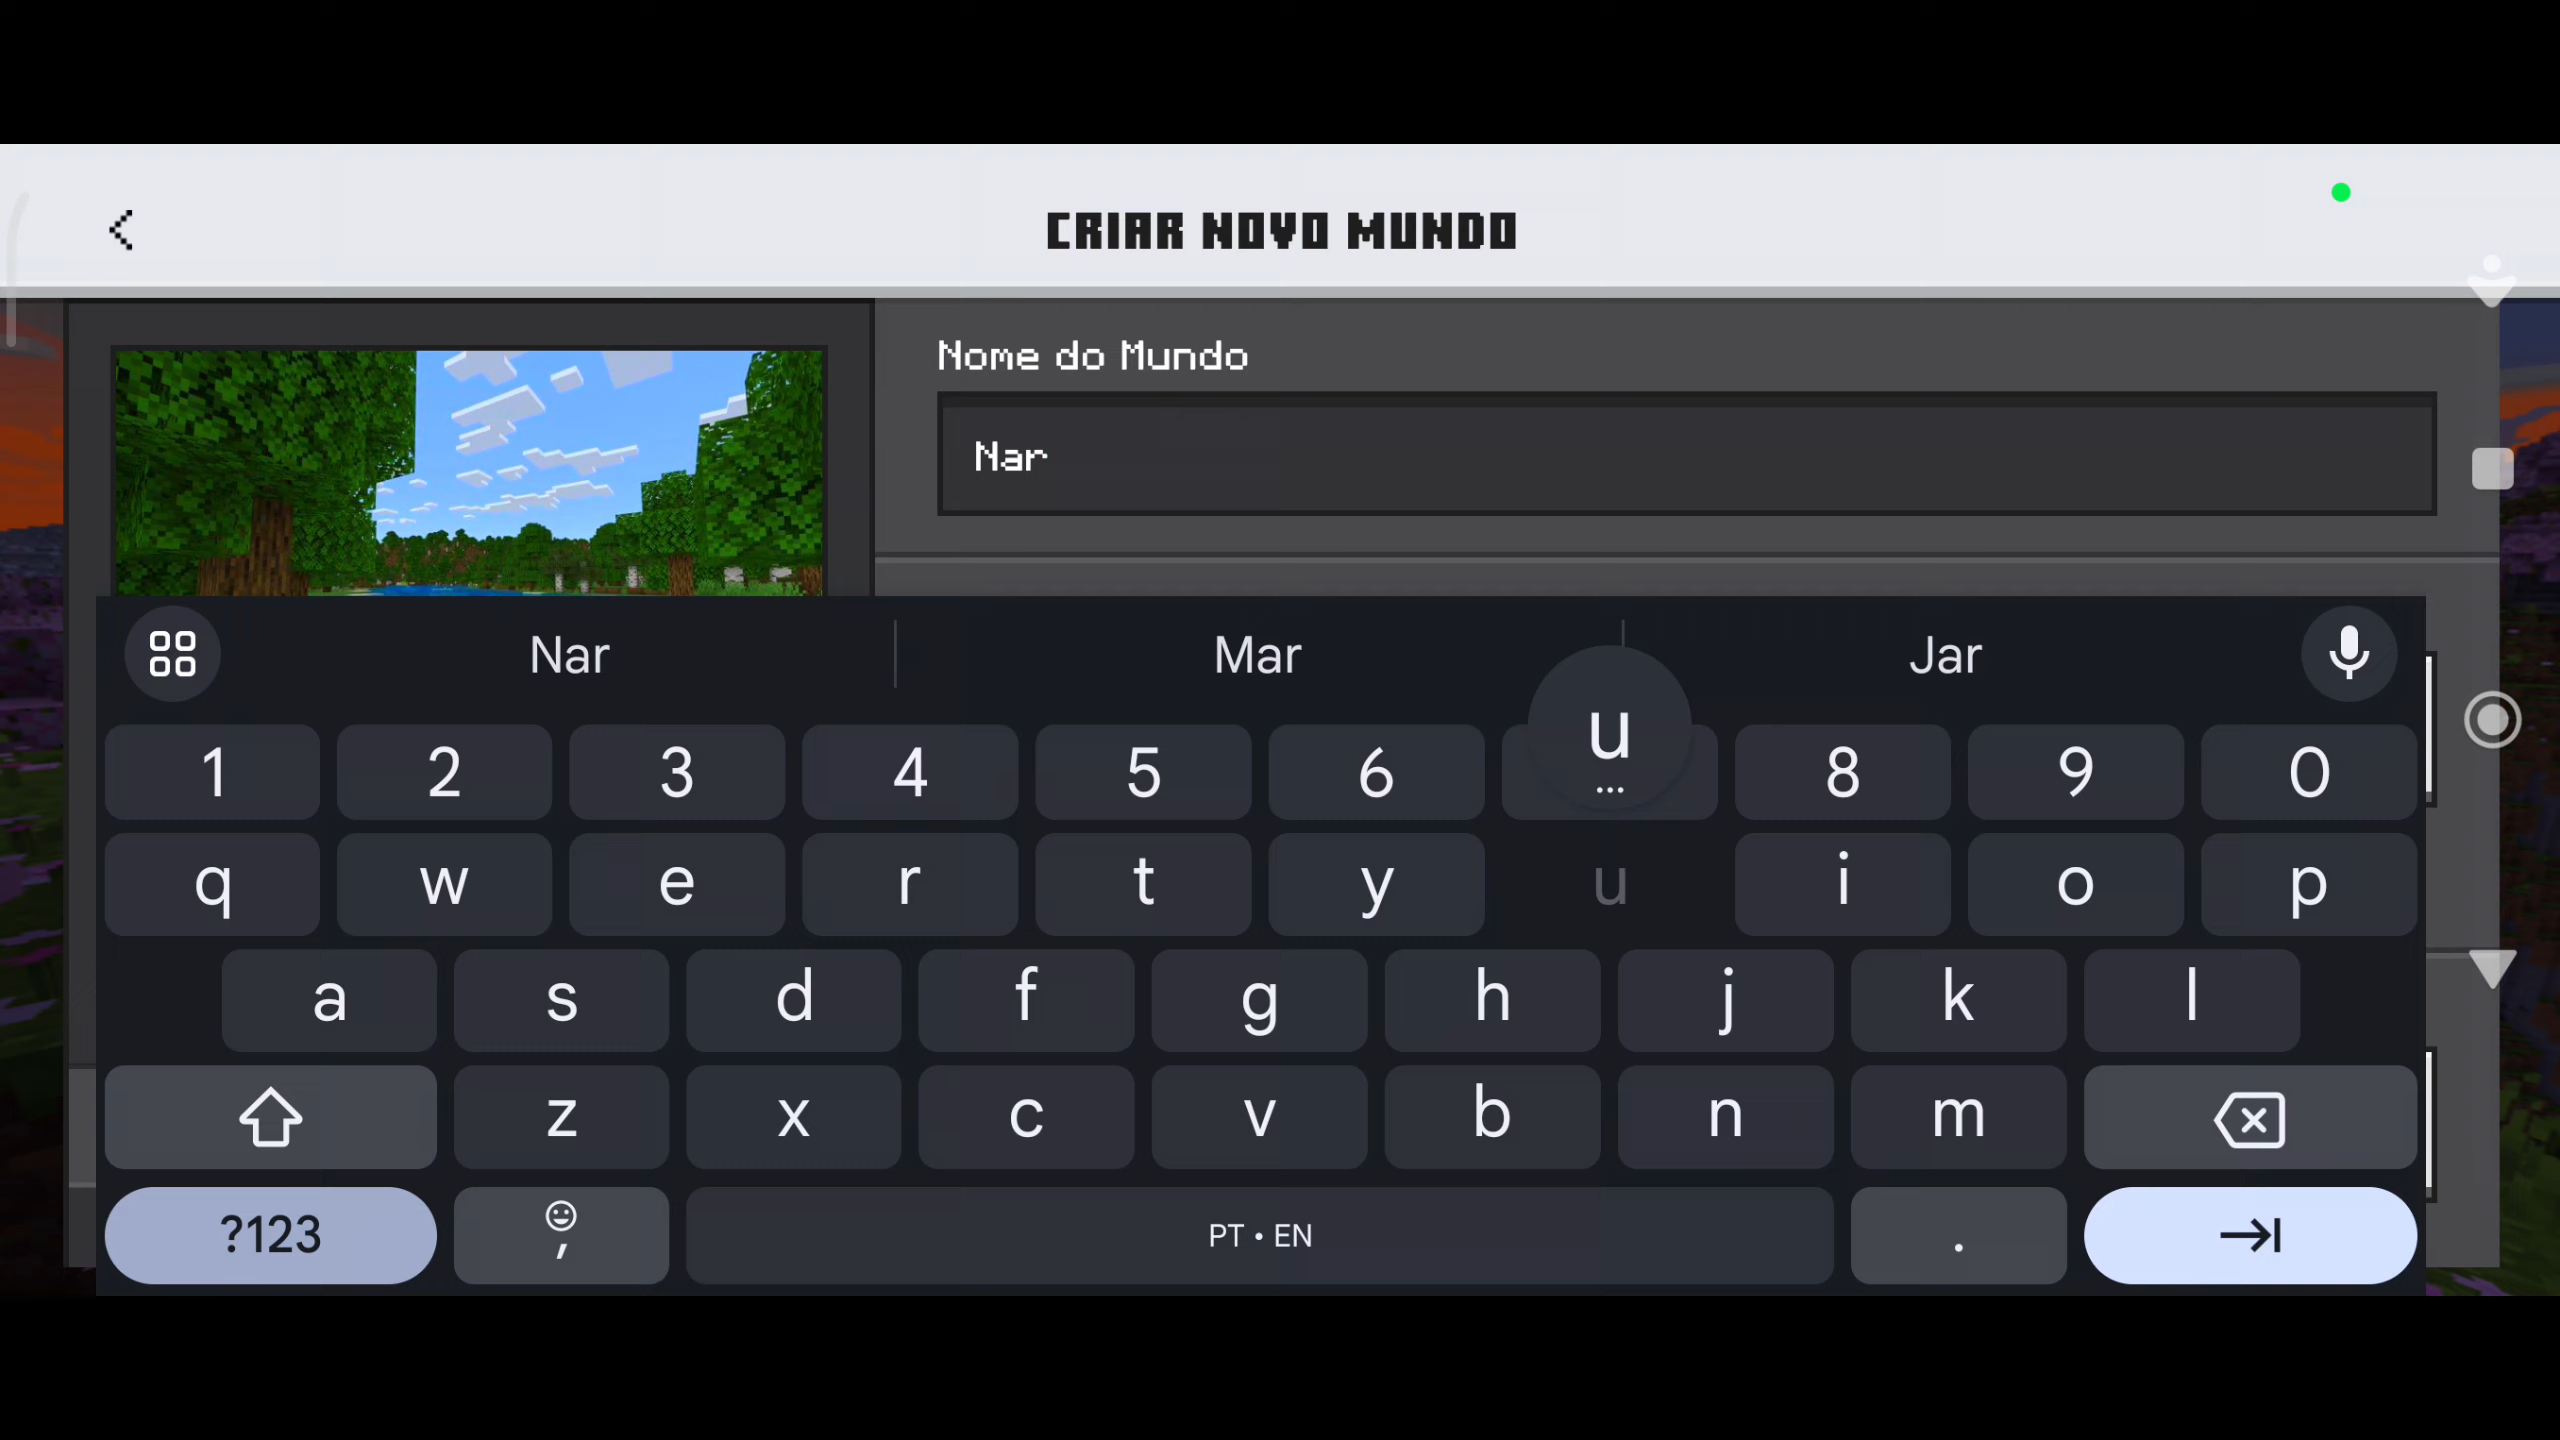 CRIAR NOVO MUNDO
Nome do Mundo
Nar
Nar Mar Jar
1 2 3 4 5 6 8 9 0
u
...
q w e r t y u i o p
a s d f g h j k l
z x c v b n m
?123 , PT • EN .